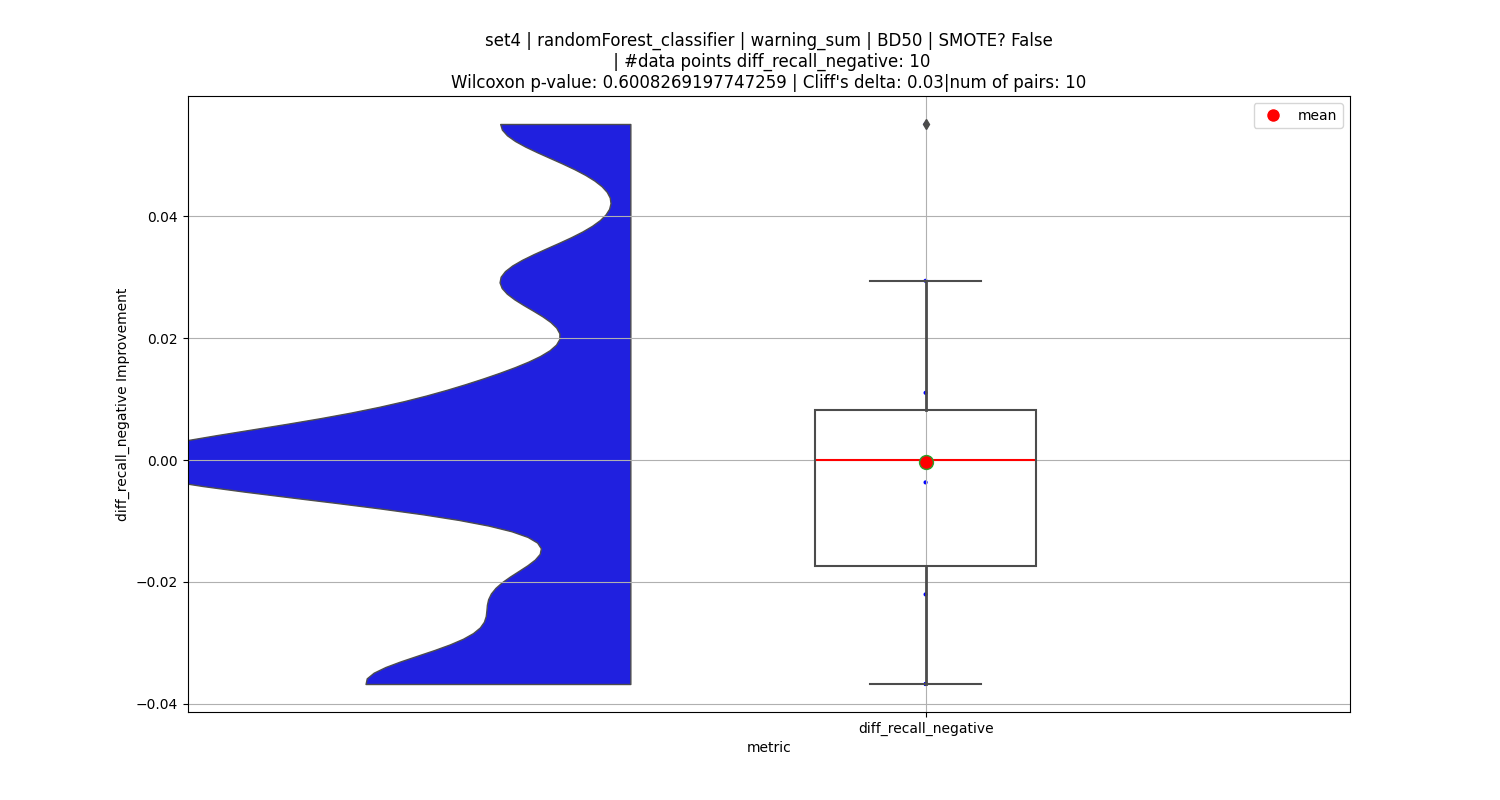 set4 | randomForest_classifier | warning_sum | BD50 | SMOTE? False
| #data points diff_recall_negative: 10
Wilcoxon p-value: 0.6008269197747259 | Cliff's delta: 0.03|num of pairs: 10
mean
0.04
0.02
0.00
−0.02
−0.04
diff_recall_negative Improvement
diff_recall_negative
metric